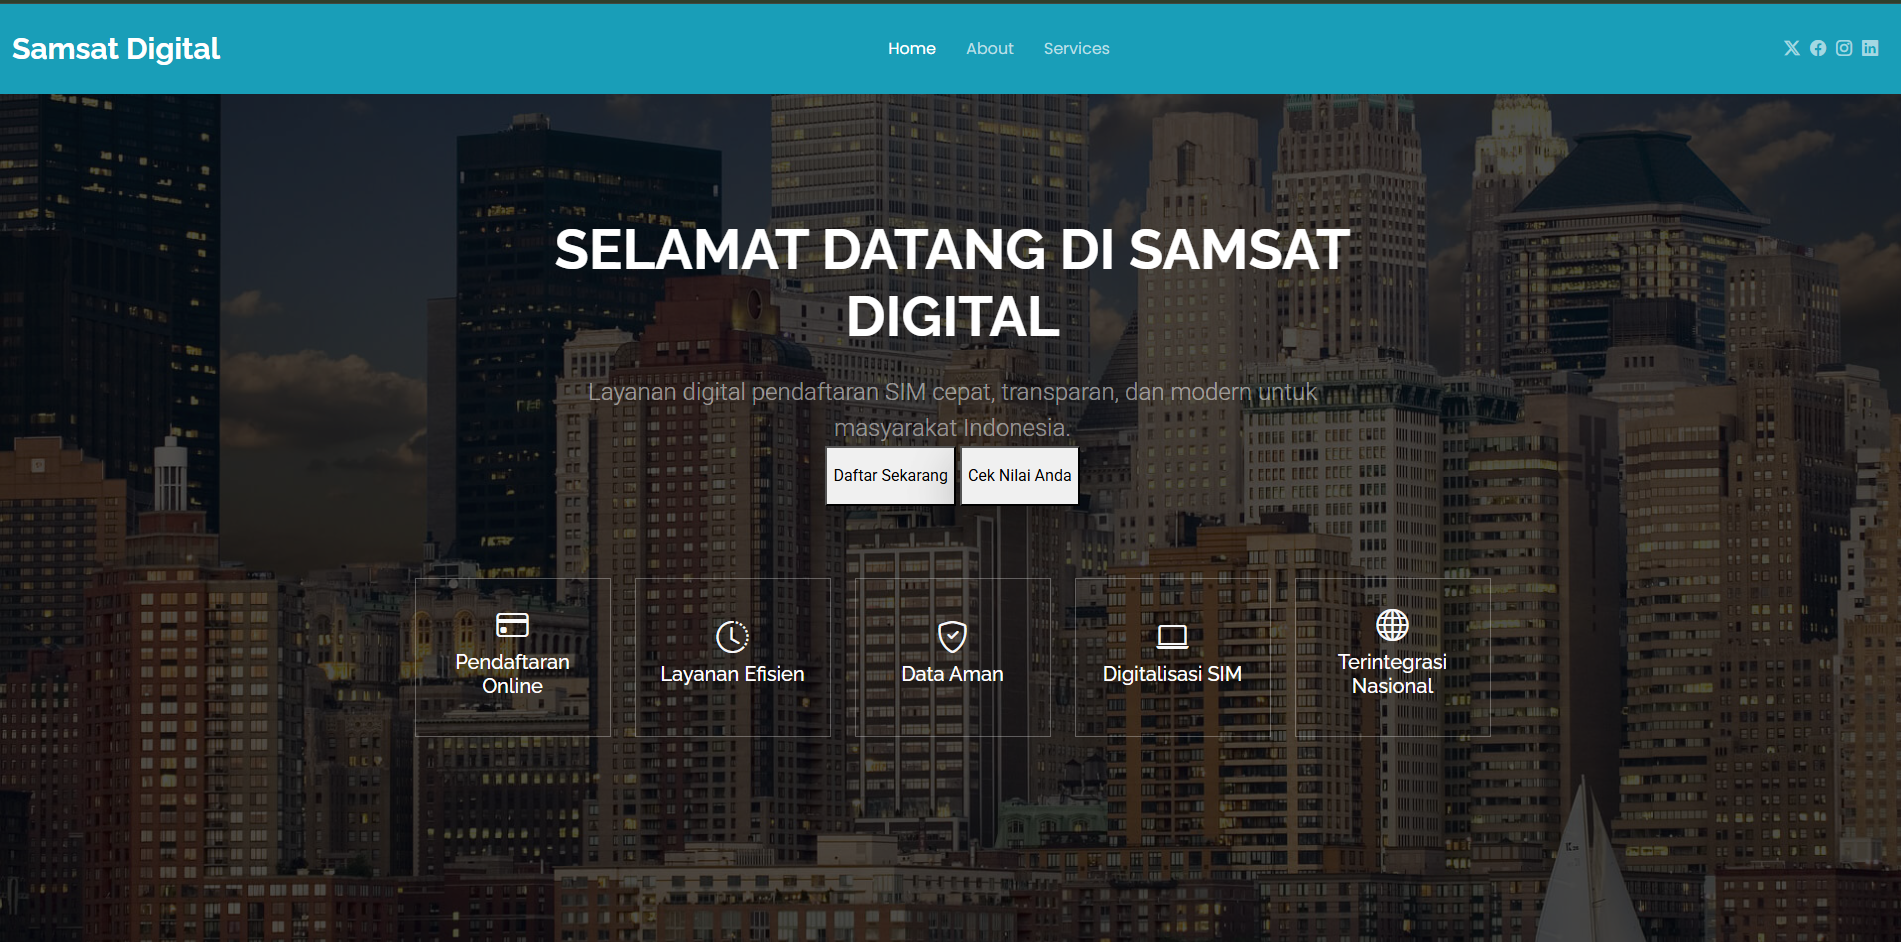 Samsat Digital
Home About Services
SELAMAT DATANG DI SAMSAT
DIGITAL
Layanan digital pendaftaran SIM cepat, transparan, dan modern untuk
masyarakat Indonesia.
Daftar Sekarang Cek Nilai Anda
Pendaftaran
Online
Layanan Efisien
Data Aman
Digitalisasi SIM
Terintegrasi
Nasional